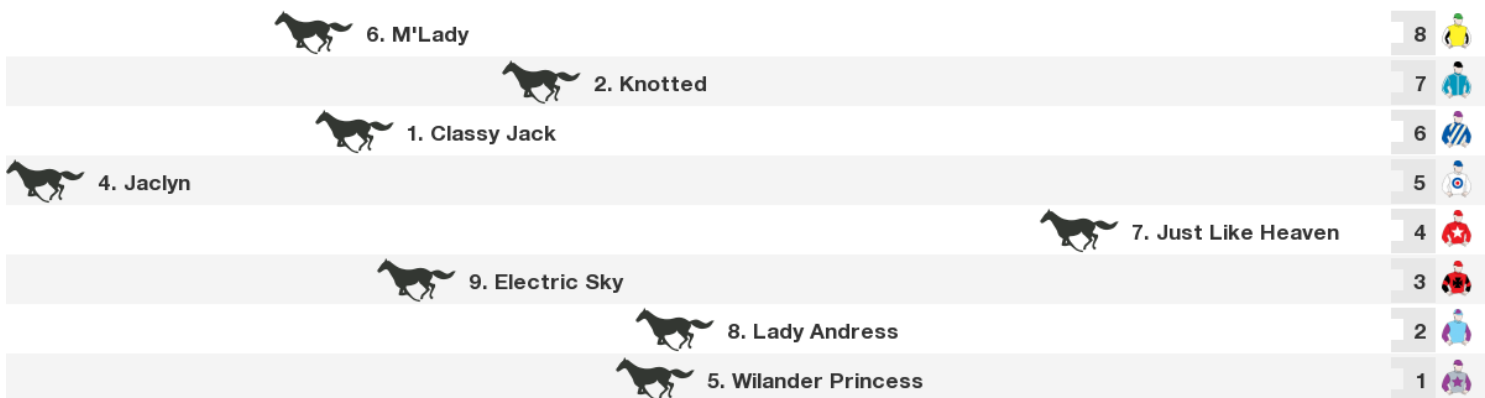 6. M'Lady 8
2. Knotted 7
1. Classy Jack 6
4. Jaclyn 5
7. Just Like Heaven 4
9. Electric Sky 3
8. Lady Andress 2
5. Wilander Princess 1